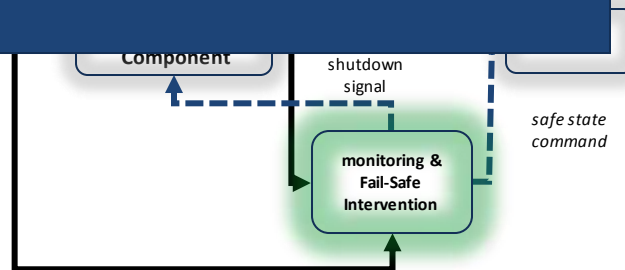 Component
shutdown
signal
safe state
command
monitoring &
Fail-Safe
Intervention